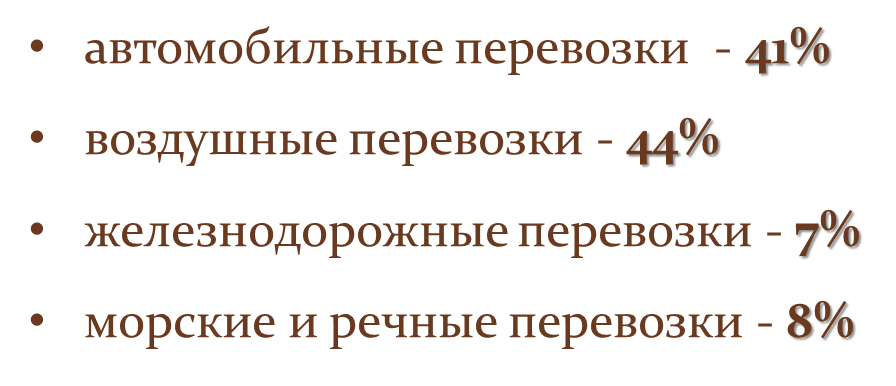 • автомобильные перевозки - 41%
• воздушные перевозки - 44%
• железнодорожные перевозки - 7%
• морские и речные перевозки - 8%